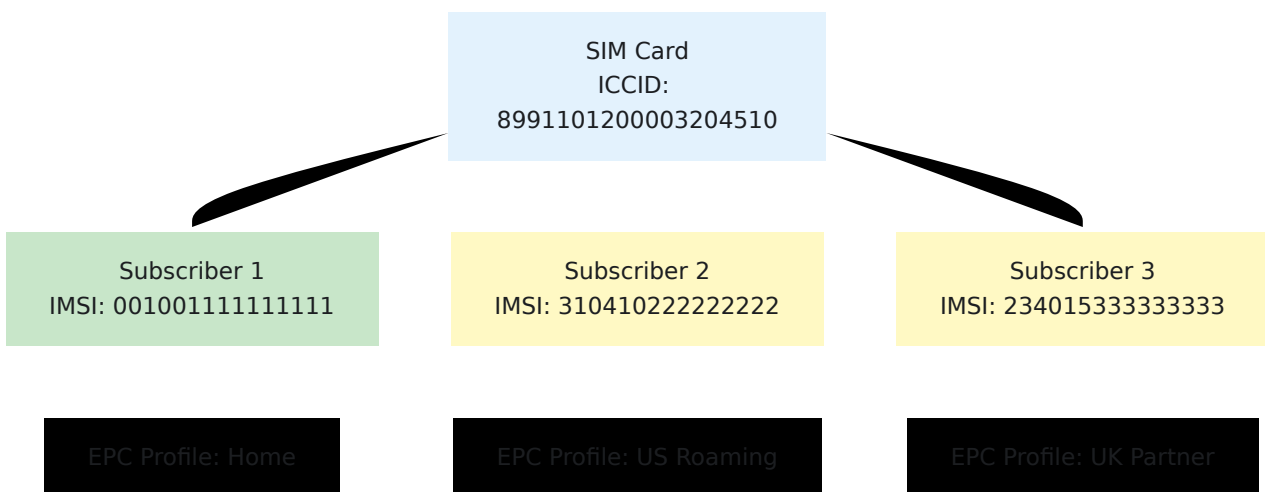 SIM Card
ICCID:
8991101200003204510
Subscriber 1
IMSI: 001001111111111
Subscriber 2
IMSI: 310410222222222
Subscriber 3
IMSI: 234015333333333
EPC Profile: Home
EPC Profile: US Roaming
EPC Profile: UK Partner